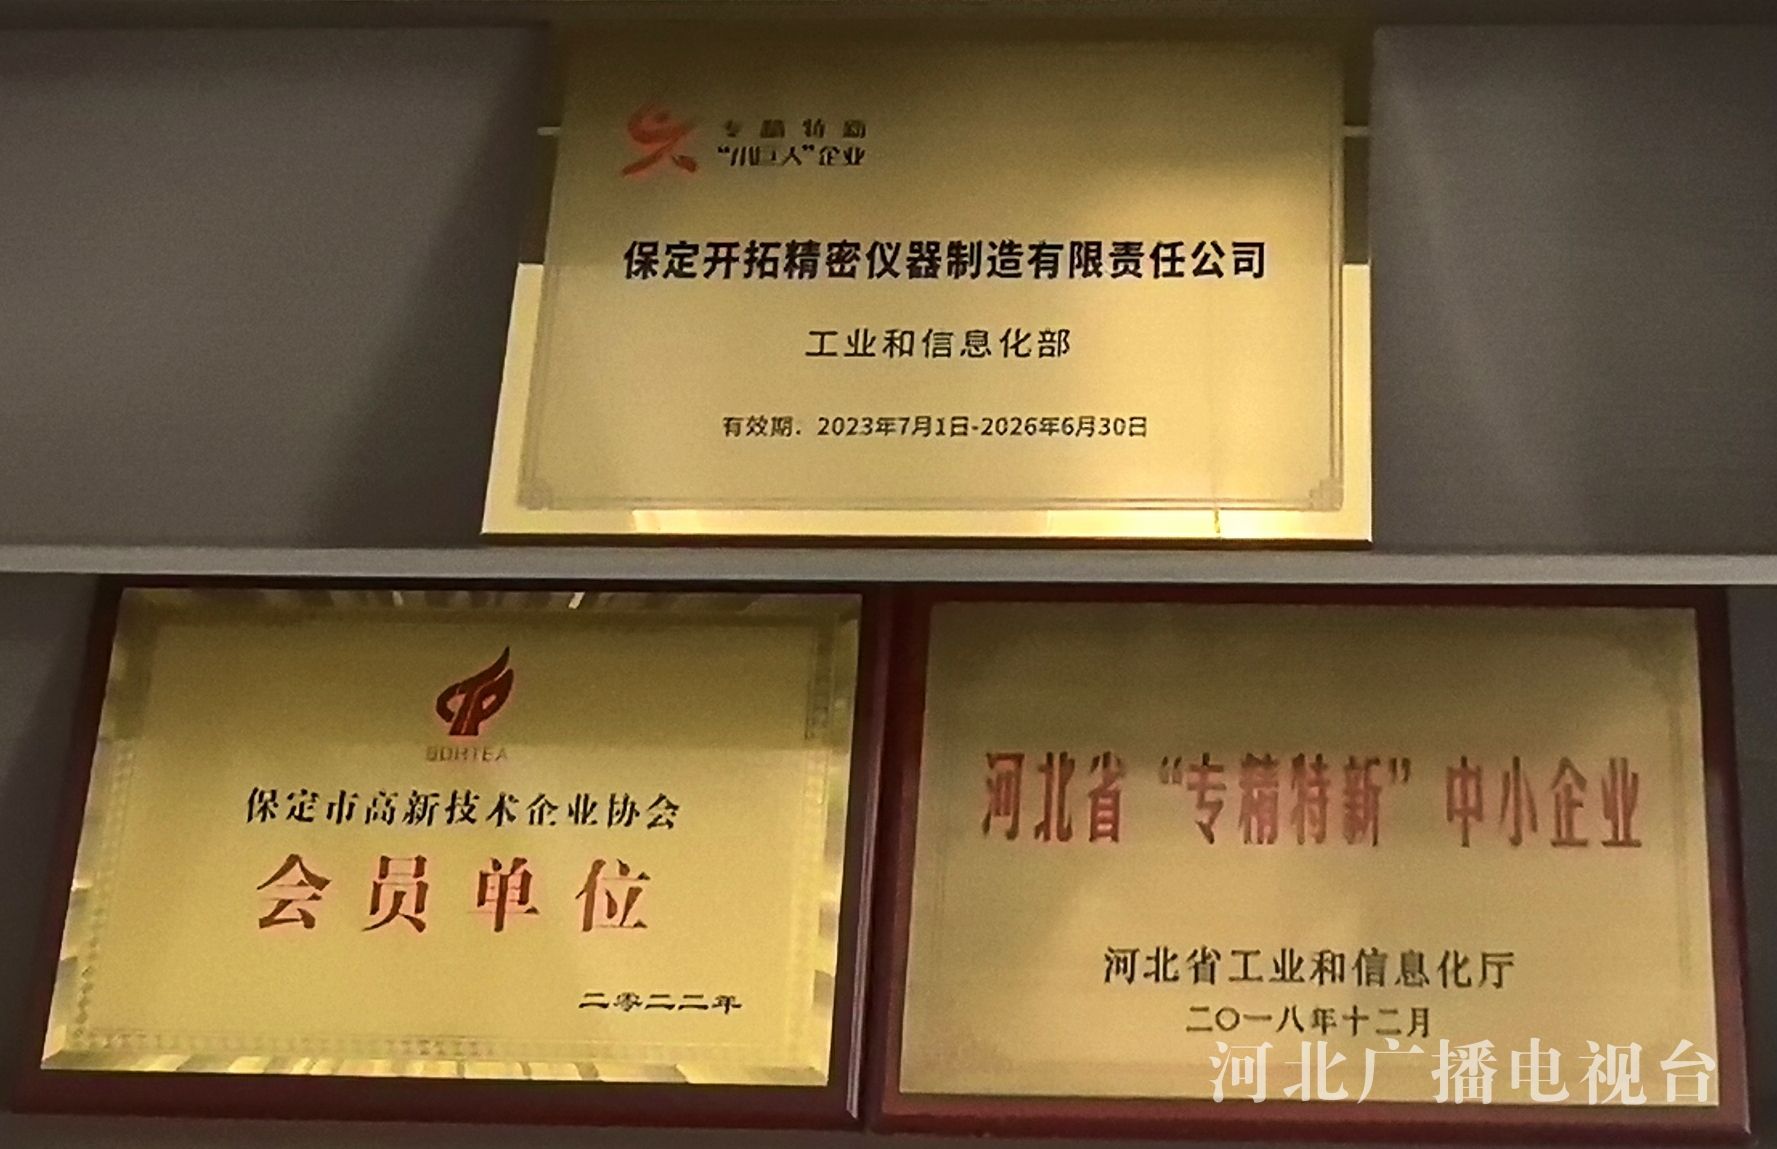 专精特新
“小巨人”企业
保定开拓精密仪器制造有限责任公司
工业和信息化部
有效期：2023年7月1日-2026年6月30日
BDHTEA
保定市高新技术企业协会
会员单位
二零二二年
河北省“专精特新”中小企业
河北省工业和信息化厅
二〇一八年十二月
河北广播电视台